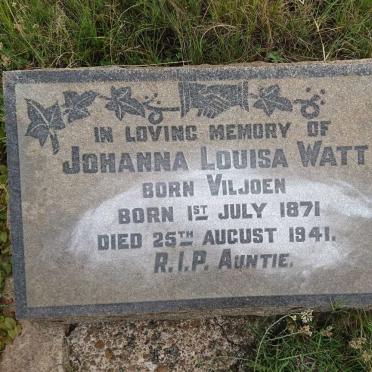 IN LOVING MEMORY OF
JOHANNA LOUISA WATT
BORN VILJOEN
BORN 1ST JULY 1871
DIED 25TH AUGUST 1941.
R.I.P. AUNTIE.